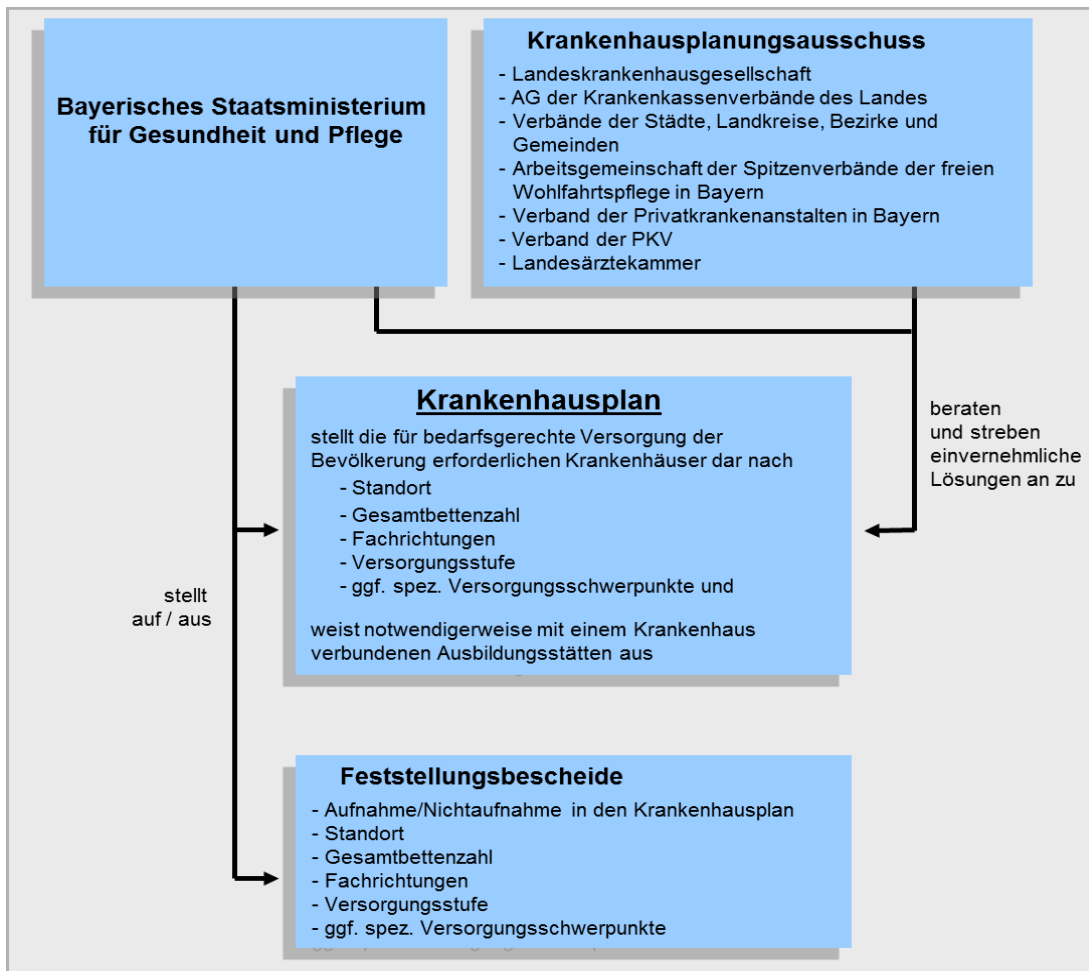 Bayerisches Staatsministerium
für Gesundheit und Pflege
Krankenhausplanungsausschuss
- Landeskrankenhausgesellschaft
- AG der Krankenkassenverbände des Landes
- Verbände der Städte, Landkreise, Bezirke und
Gemeinden
- Arbeitsgemeinschaft der Spitzenverbände der freien
Wohlfahrtspflege in Bayern
- Verband der Privatkrankenanstalten in Bayern
- Verband der PKV
- Landesärztekammer
Krankenhausplan
stellt die für bedarfsgerechte Versorgung der
Bevölkerung erforderlichen Krankenhäuser dar nach
- Standort
- Gesamtbettenzahl
- Fachrichtungen
- Versorgungsstufe
- ggf. spez. Versorgungsschwerpunkte und
weist notwendigerweise mit einem Krankenhaus
verbundenen Ausbildungsstätten aus
beraten
und streben
einvernehmliche
Lösungen an zu
stellt
auf / aus
Feststellungsbescheide
- Aufnahme/Nichtaufnahme in den Krankenhausplan
- Standort
- Gesamtbettenzahl
- Fachrichtungen
- Versorgungsstufe
- ggf. spez. Versorgungsschwerpunkte